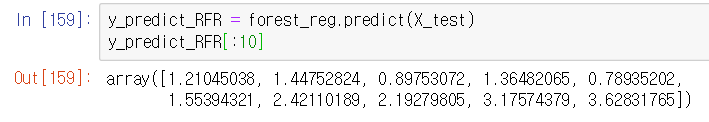 In [159]: y_predict_RFR = forest_reg.predict(X_test)
y_predict_RFR[:10]
Out[159]: array([1.21045038, 1.44752824, 0.89753072, 1.36482065, 0.78935202,
1.55394321, 2.42110189, 2.19279805, 3.17574379, 3.62831765])